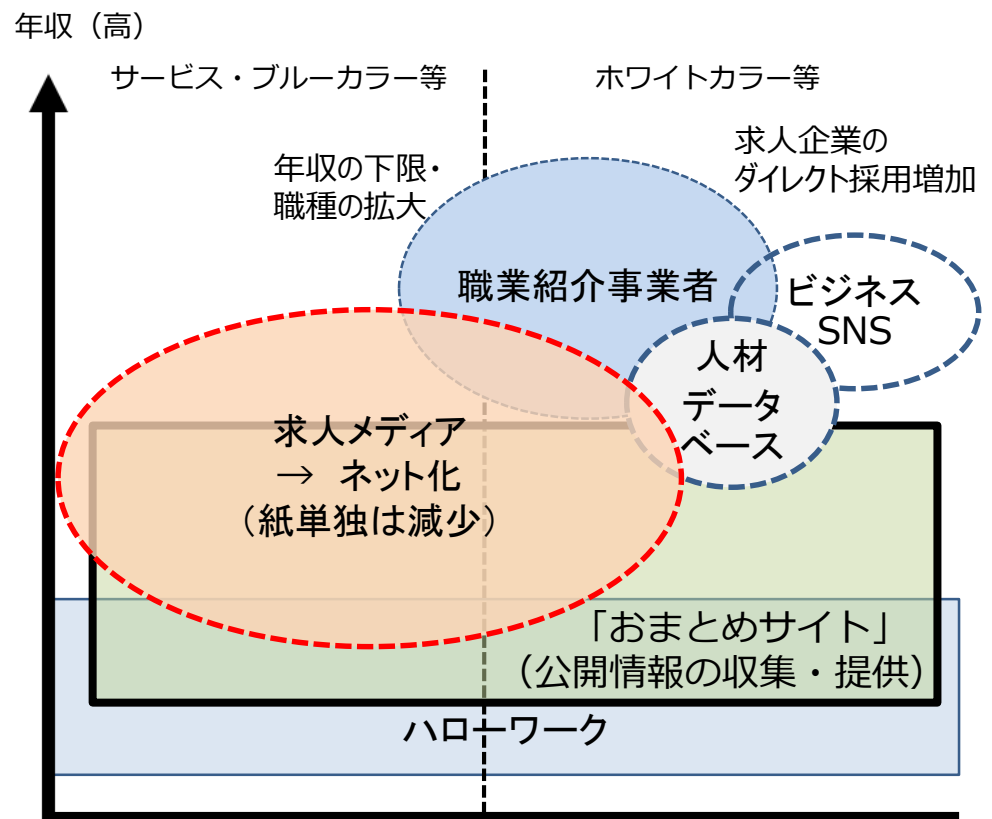 年収（高）
サービス・ブルーカラー等
ホワイトカラー等
年収の下限・
職種の拡大
求人企業の
ダイレクト採用増加
職業紹介事業者
ビジネス
SNS
人材
データ
ベース
求人メディア
→ ネット化
（紙単独は減少）
「おまとめサイト」
（公開情報の収集・提供）
ハローワーク